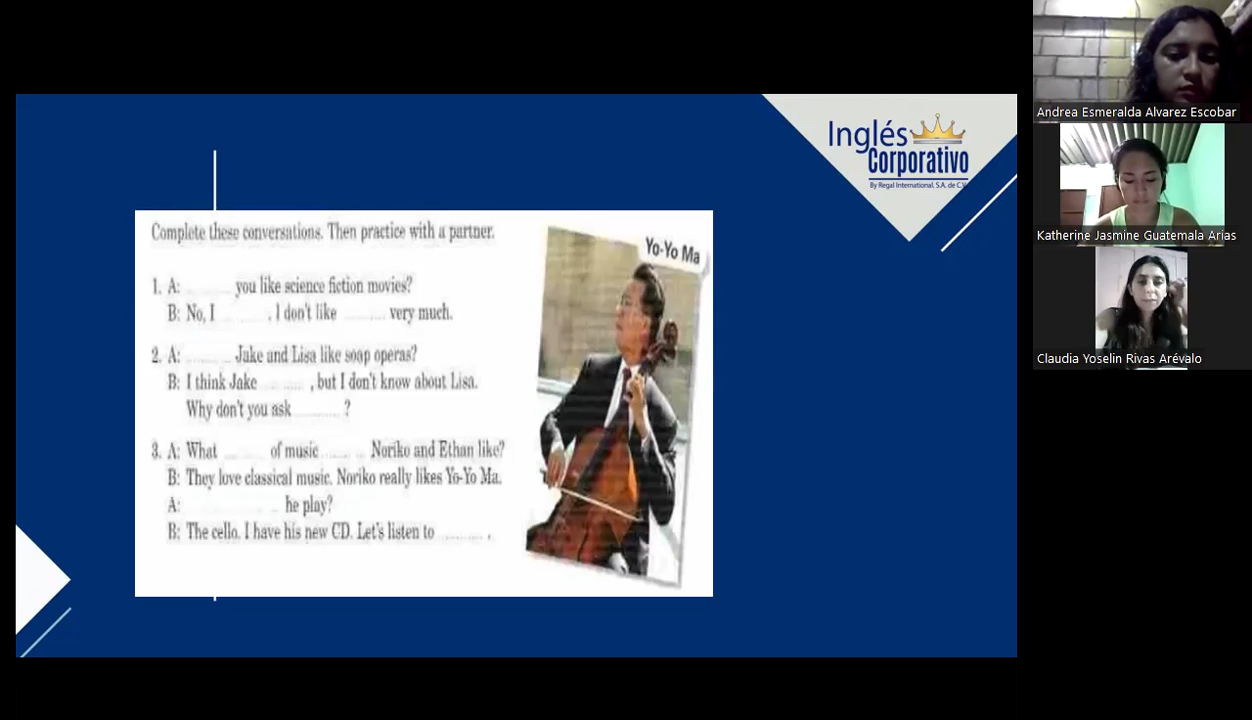 Inglés
Corporativo
By Regal International, S.A. de C.V.
Complete these conversations. Then practice with a partner.
Yo-Yo Ma
1. A: ........ you like science fiction movies?
B: No, I ........ . I don't like ........ very much.
2. A: ........ Jake and Lisa like soap operas?
B: I think Jake ........ , but I don't know about Lisa.
Why don't you ask ........ ?
3. A: What ........ of music ........ Noriko and Ethan like?
B: They love classical music. Noriko really likes Yo-Yo Ma.
A: ........ he play?
B: The cello. I have his new CD. Let's listen to ........ .
Andrea Esmeralda Alvarez Escobar
Katherine Jasmine Guatemala Arias
Claudia Yoselin Rivas Arévalo